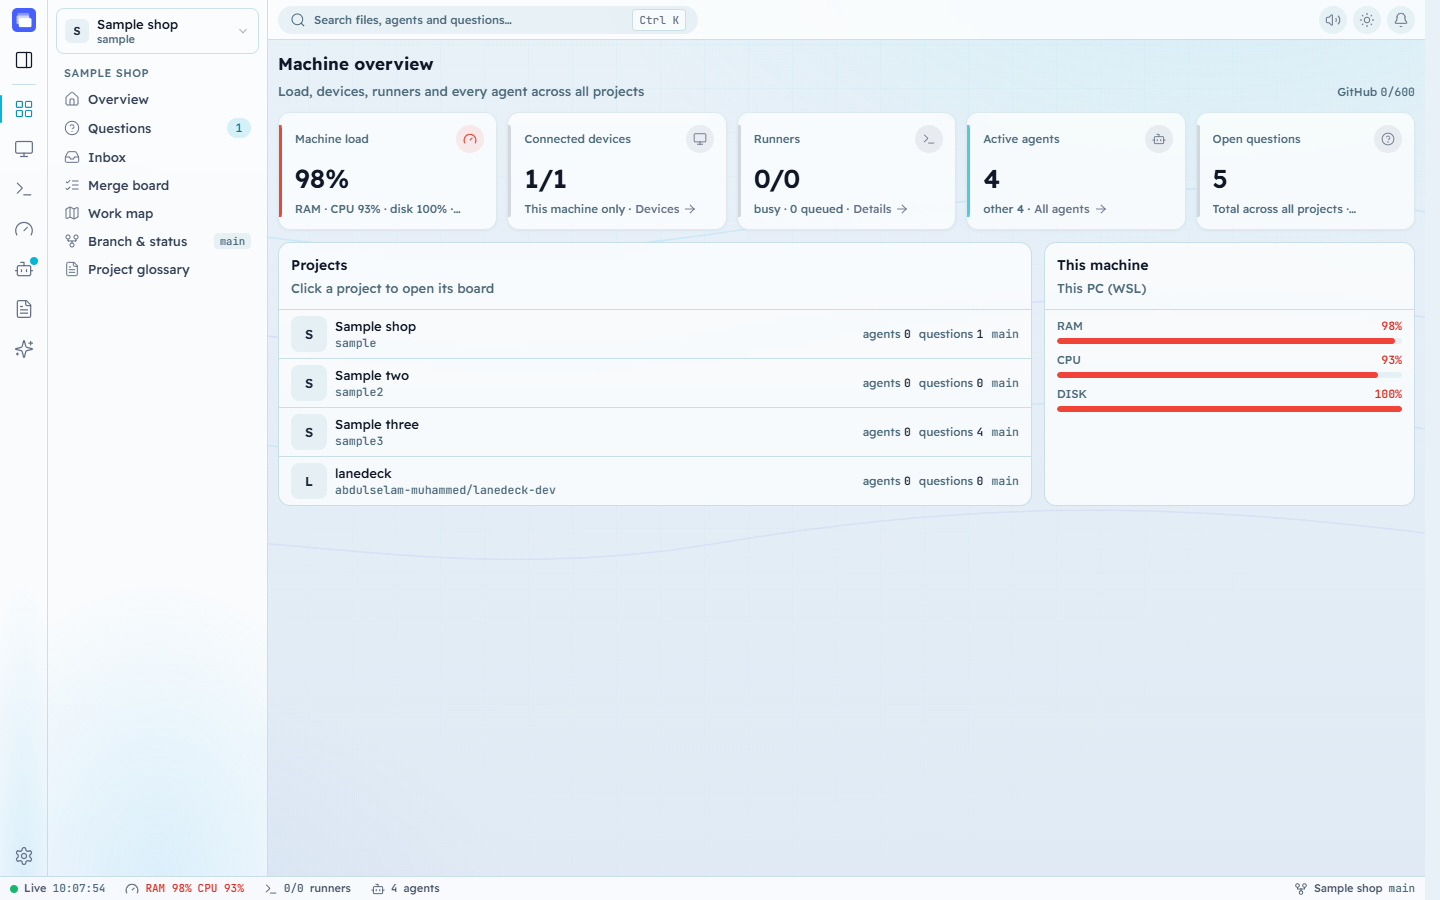 Sample shop
sample
S
SAMPLE SHOP
Overview
Questions 1
Inbox
Merge board
Work map
Branch & status main
Project glossary
Search files, agents and questions… Ctrl K
Machine overview
Load, devices, runners and every agent across all projects
GitHub 0/600
Machine load
98%
RAM · CPU 93% · disk 100% ·…
Connected devices
1/1
This machine only · Devices →
Runners
0/0
busy · 0 queued · Details →
Active agents
4
other 4 · All agents →
Open questions
5
Total across all projects ·…
Projects
Click a project to open its board
S
Sample shop
sample
agents 0 questions 1 main
S
Sample two
sample2
agents 0 questions 0 main
S
Sample three
sample3
agents 0 questions 4 main
L
lanedeck
abdulselam-muhammed/lanedeck-dev
agents 0 questions 0 main
This machine
This PC (WSL)
RAM 98%
CPU 93%
DISK 100%
Live 10:07:54 RAM 98% CPU 93% 0/0 runners 4 agents Sample shop main